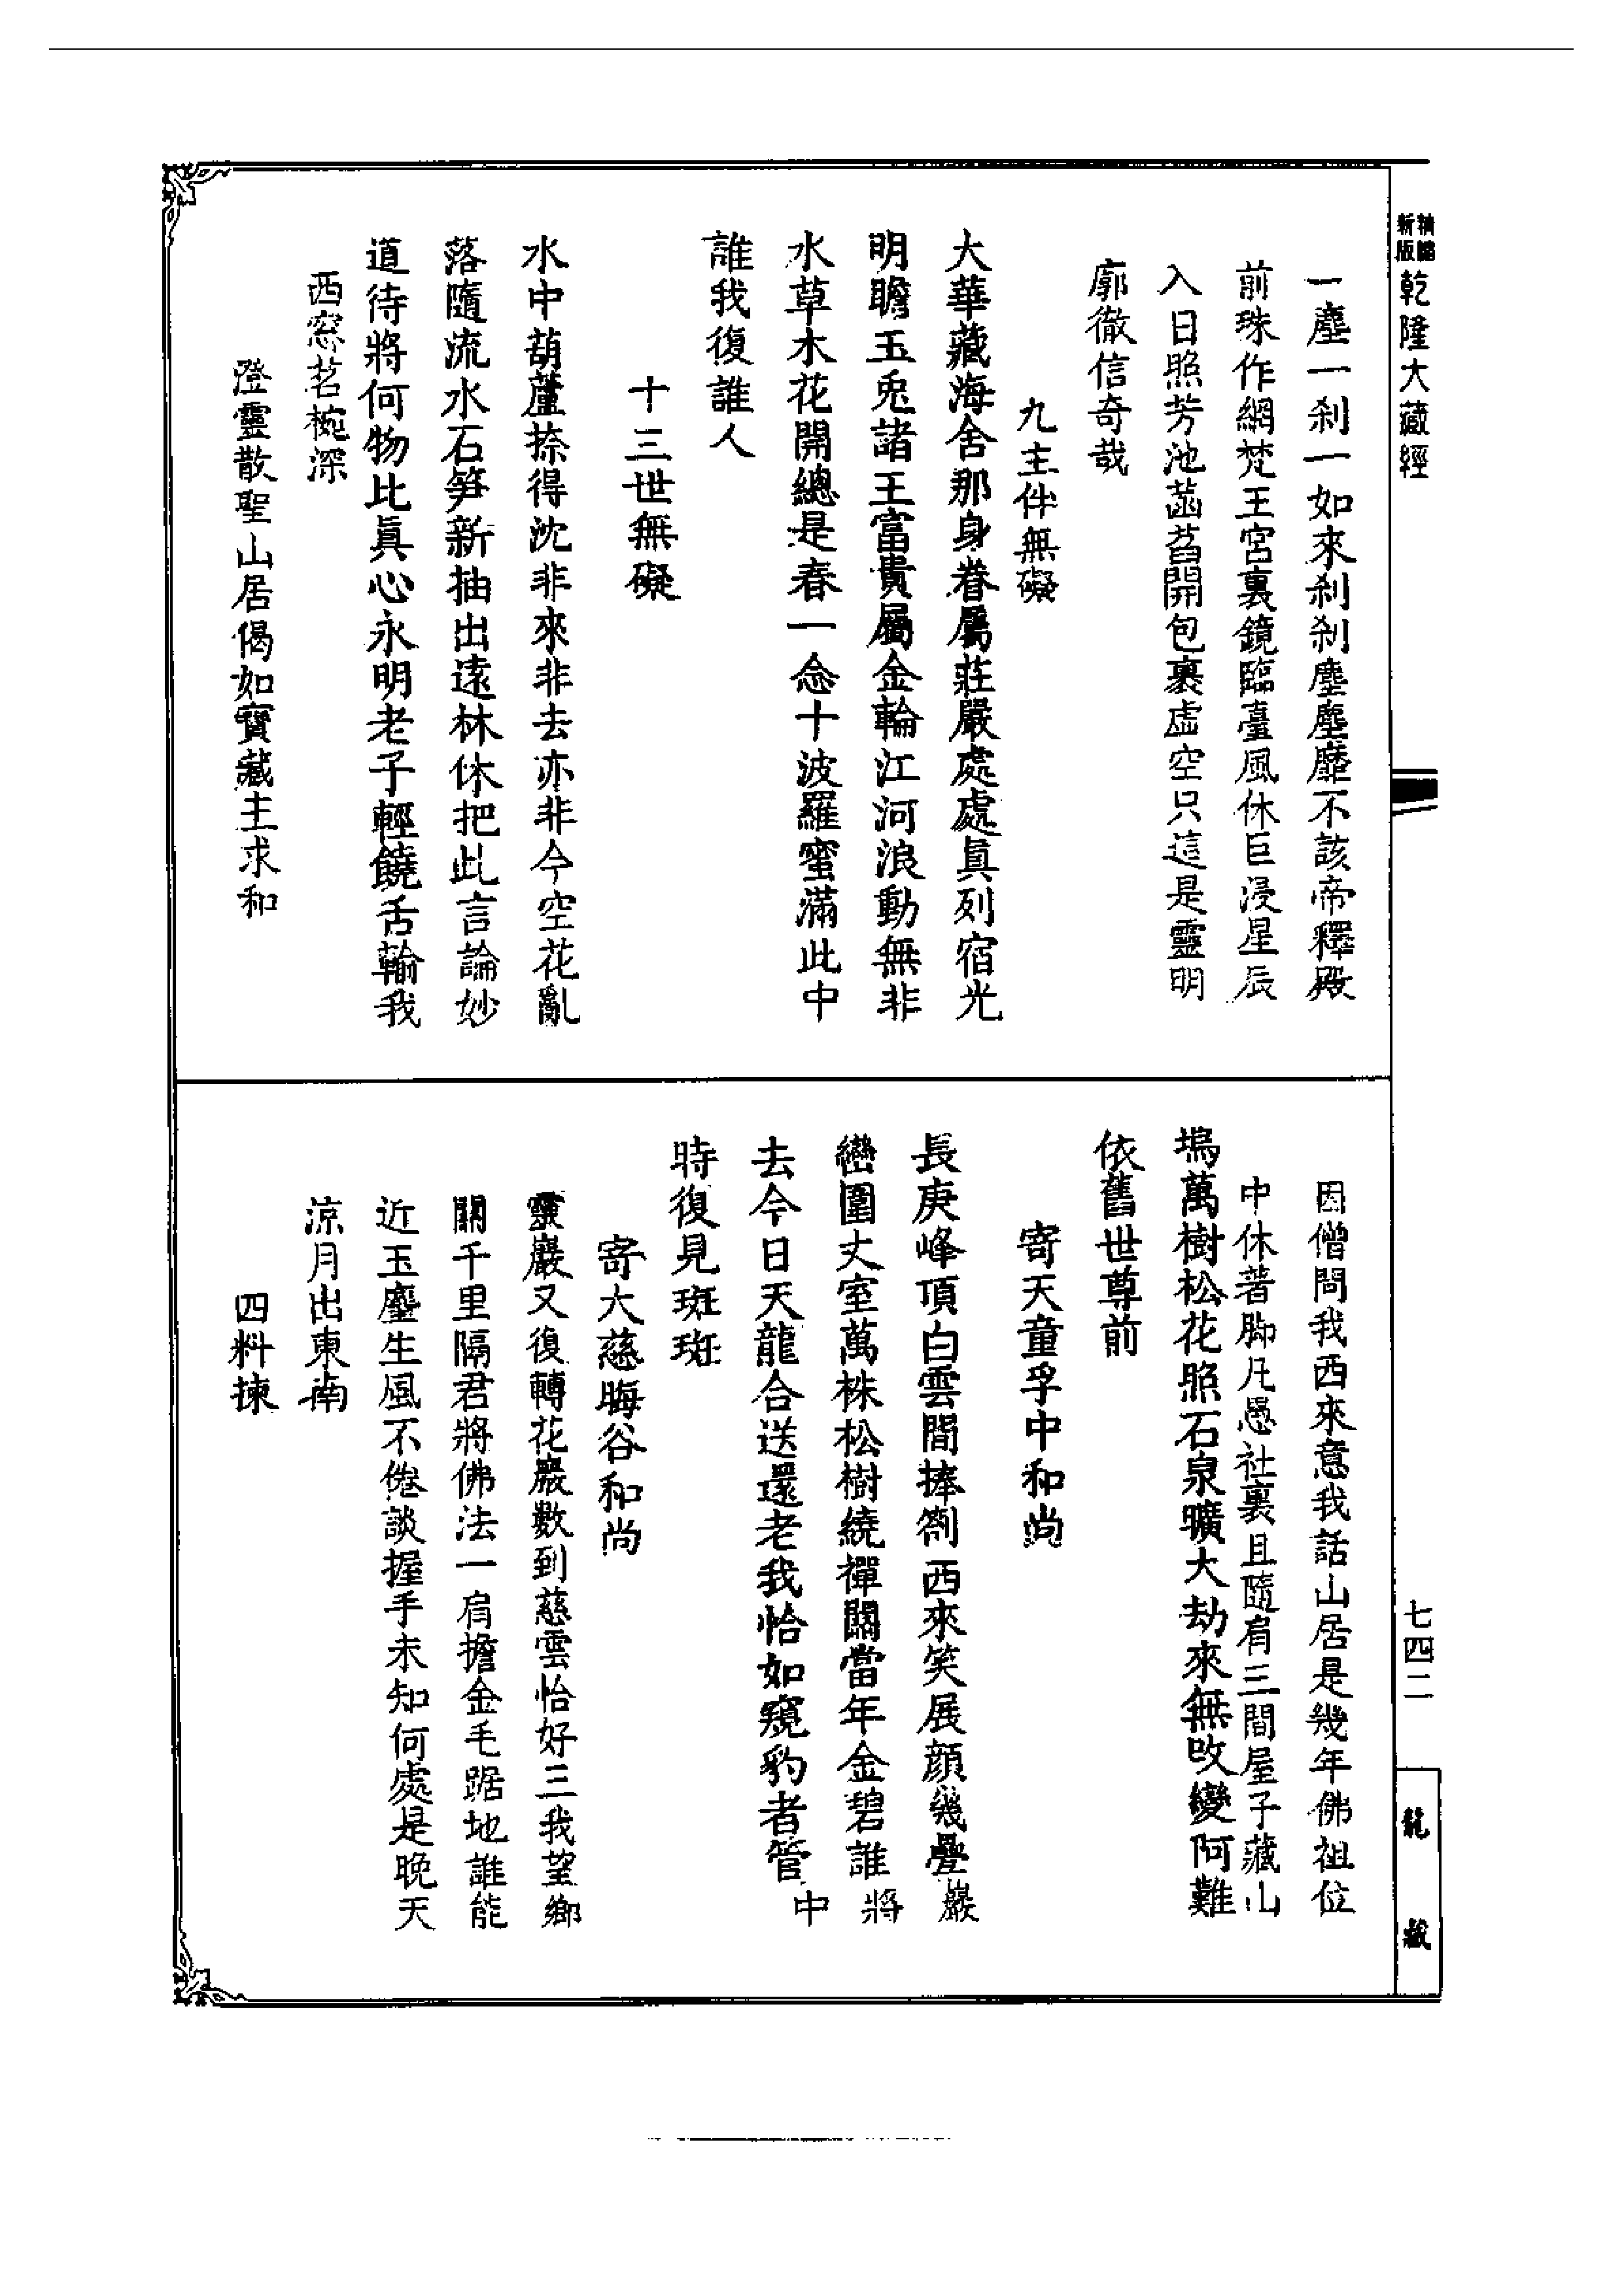 新版精縮乾隆大藏經
一塵一剎一如來剎剎塵塵靡不該帝釋殿
前珠作網梵王宮裏鏡臨臺風休巨浸星辰
入日照芳池菡萏開包裹虛空只這是靈明
廓徹信奇哉
九主伴無礙
大華藏海舍那身眷屬莊嚴處處眞列宿光
明瞻玉兎諸王富貴屬金輪江河浪動無非
水草木花開總是春一念十波羅蜜滿此中
誰我復誰人
十三世無礙
水中葫蘆捺得沈非來非去亦非今空花亂
落隨流水石笋新抽出遠林休把此言論妙
道待將何物比眞心永明老子輕饒舌輸我
西窓茗椀深
澄靈散聖山居偈如寶藏主求和
因僧問我西來意我話山居是幾年佛祖位
中休著脚凡愚社裏且隨肩三間屋子藏山
塢萬樹松花照石泉曠大劫來無改變阿難
依舊世尊前
寄天童孚中和尚
長庚峰頂白雲間捧劄西來笑展顏幾疊巖
巒圍丈室萬株松樹繞禪關當年金碧誰將
去今日天龍合送還老我恰如窺豹者管中
時復見斑斑
寄大慈晦谷和尚
靈巖又復轉花巖數到慈雲恰好三我望鄉
關千里隔君將佛法一肩擔金毛踞地誰能
近玉麈生風不倦談握手未知何處是晚天
涼月出東南
四料揀
七四二
龍藏